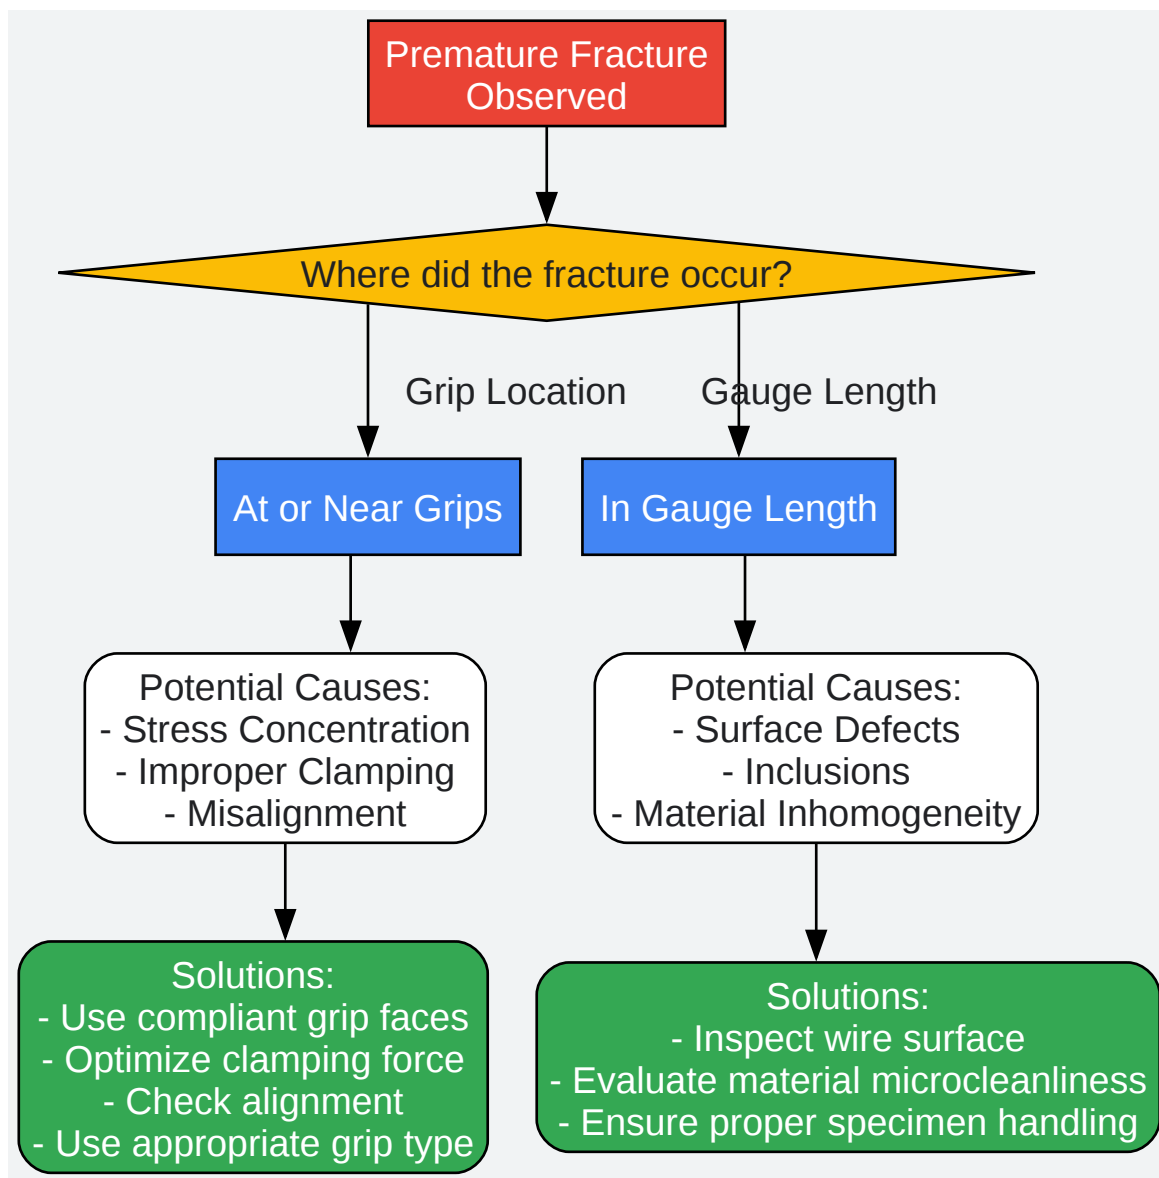 Premature Fracture
Observed
Where did the fracture occur?
Grip Location
Gauge Length
At or Near Grips
In Gauge Length
Potential Causes:
- Stress Concentration
- Improper Clamping
- Misalignment
Potential Causes:
- Surface Defects
- Inclusions
- Material Inhomogeneity
Solutions:
- Use compliant grip faces
- Optimize clamping force
- Check alignment
- Use appropriate grip type
Solutions:
- Inspect wire surface
- Evaluate material microcleanliness
- Ensure proper specimen handling